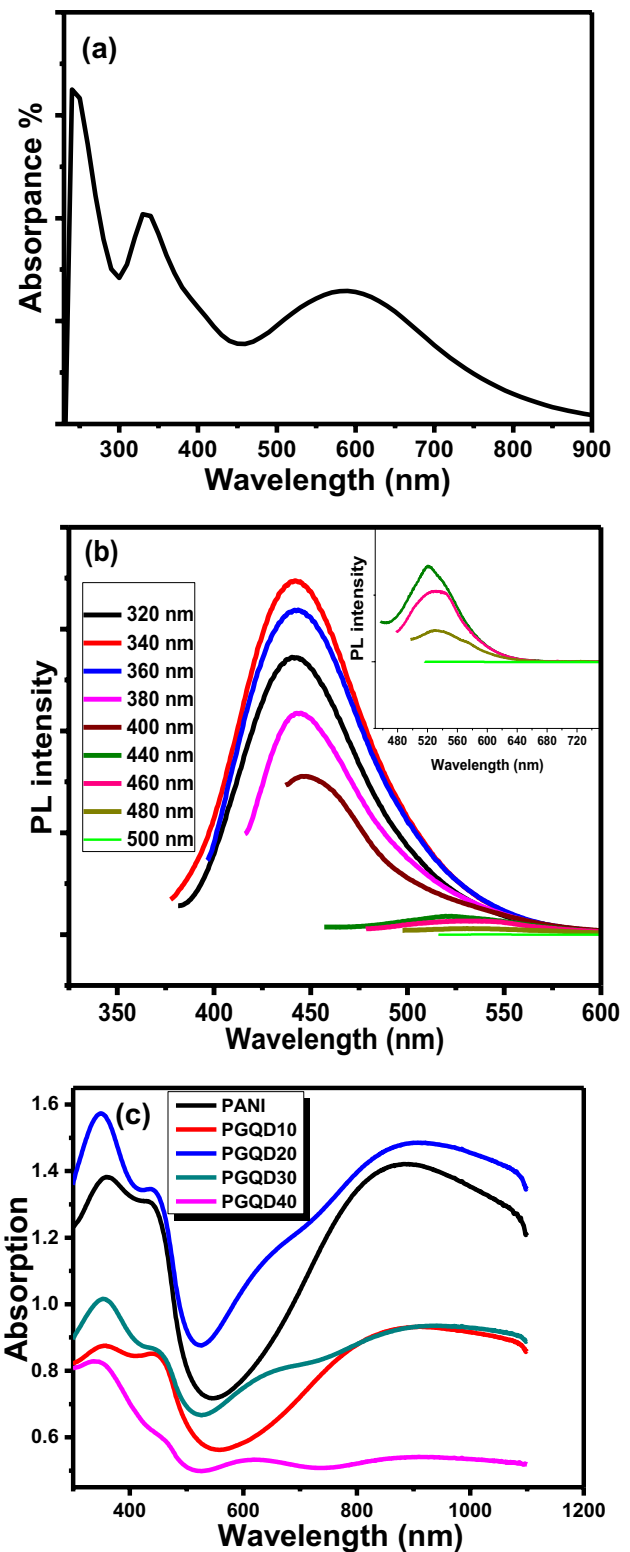 (a)
Absorpance %
300 400 500 600 700 800 900
Wavelength (nm)
(b)
320 nm
340 nm
360 nm
380 nm
400 nm
440 nm
460 nm
480 nm
500 nm
PL intensity
PL intensity
480 520 560 600 640 680 720
Wavelength (nm)
350 400 450 500 550 600
Wavelength (nm)
(c)
PANI
PGQD10
PGQD20
PGQD30
PGQD40
1.6
1.4
1.2
1.0
0.8
0.6
Absorption
400 600 800 1000 1200
Wavelength (nm)